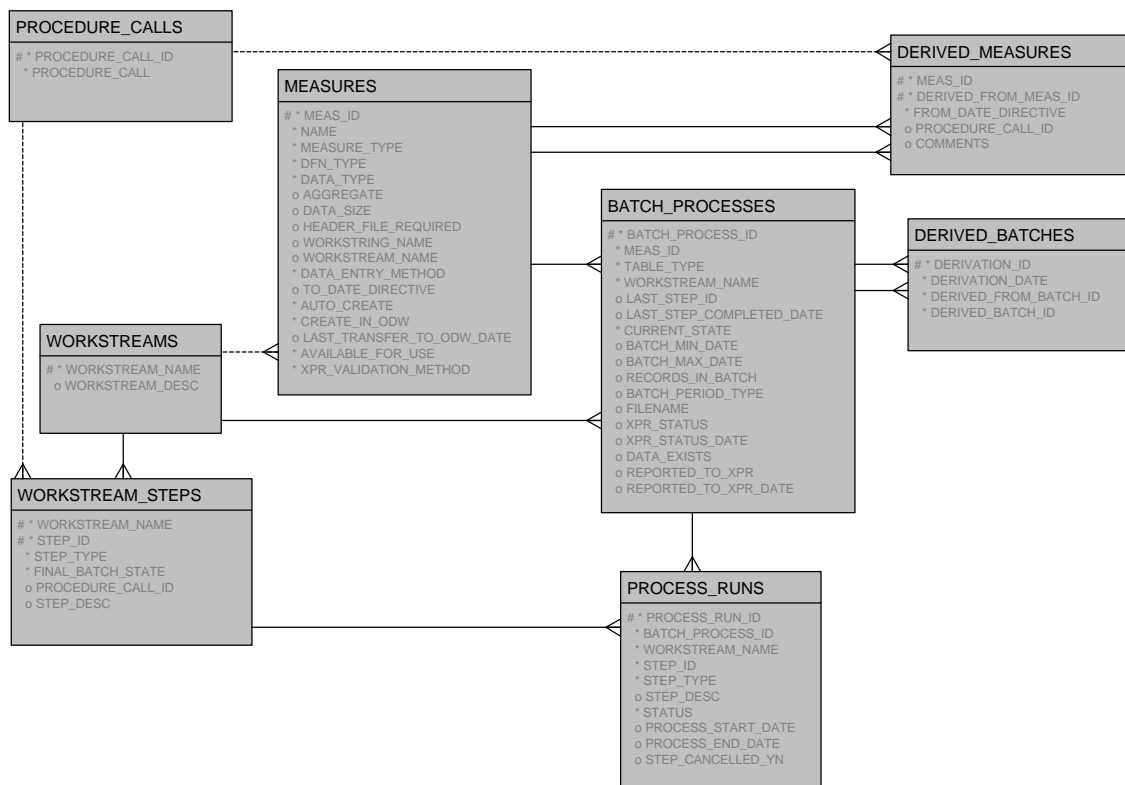 PROCEDURE_CALLS
# * PROCEDURE_CALL_ID
* PROCEDURE_CALL
DERIVED_MEASURES
# * MEAS_ID
# * DERIVED_FROM_MEAS_ID
* FROM_DATE_DIRECTIVE
o PROCEDURE_CALL_ID
o COMMENTS
MEASURES
# * MEAS_ID
* NAME
* MEASURE_TYPE
* DFN_TYPE
* DATA_TYPE
o AGGREGATE
o DATA_SIZE
o HEADER_FILE_REQUIRED
o WORKSTRING_NAME
o WORKSTREAM_NAME
* DATA_ENTRY_METHOD
o TO_DATE_DIRECTIVE
* AUTO_CREATE
* CREATE_IN_ODW
o LAST_TRANSFER_TO_ODW_DATE
* AVAILABLE_FOR_USE
* XPR_VALIDATION_METHOD
BATCH_PROCESSES
# * BATCH_PROCESS_ID
* MEAS_ID
* TABLE_TYPE
* WORKSTREAM_NAME
o LAST_STEP_ID
o LAST_STEP_COMPLETED_DATE
* CURRENT_STATE
o BATCH_MIN_DATE
o BATCH_MAX_DATE
o RECORDS_IN_BATCH
o BATCH_PERIOD_TYPE
o FILENAME
o XPR_STATUS
o XPR_STATUS_DATE
o DATA_EXISTS
o REPORTED_TO_XPR
o REPORTED_TO_XPR_DATE
DERIVED_BATCHES
# * DERIVATION_ID
* DERIVATION_DATE
* DERIVED_FROM_BATCH_ID
* DERIVED_BATCH_ID
WORKSTREAMS
# * WORKSTREAM_NAME
o WORKSTREAM_DESC
WORKSTREAM_STEPS
# * WORKSTREAM_NAME
# * STEP_ID
* STEP_TYPE
* FINAL_BATCH_STATE
o PROCEDURE_CALL_ID
o STEP_DESC
PROCESS_RUNS
# * PROCESS_RUN_ID
* BATCH_PROCESS_ID
* WORKSTREAM_NAME
* STEP_ID
* STEP_TYPE
o STEP_DESC
* STATUS
o PROCESS_START_DATE
o PROCESS_END_DATE
o STEP_CANCELLED_YN